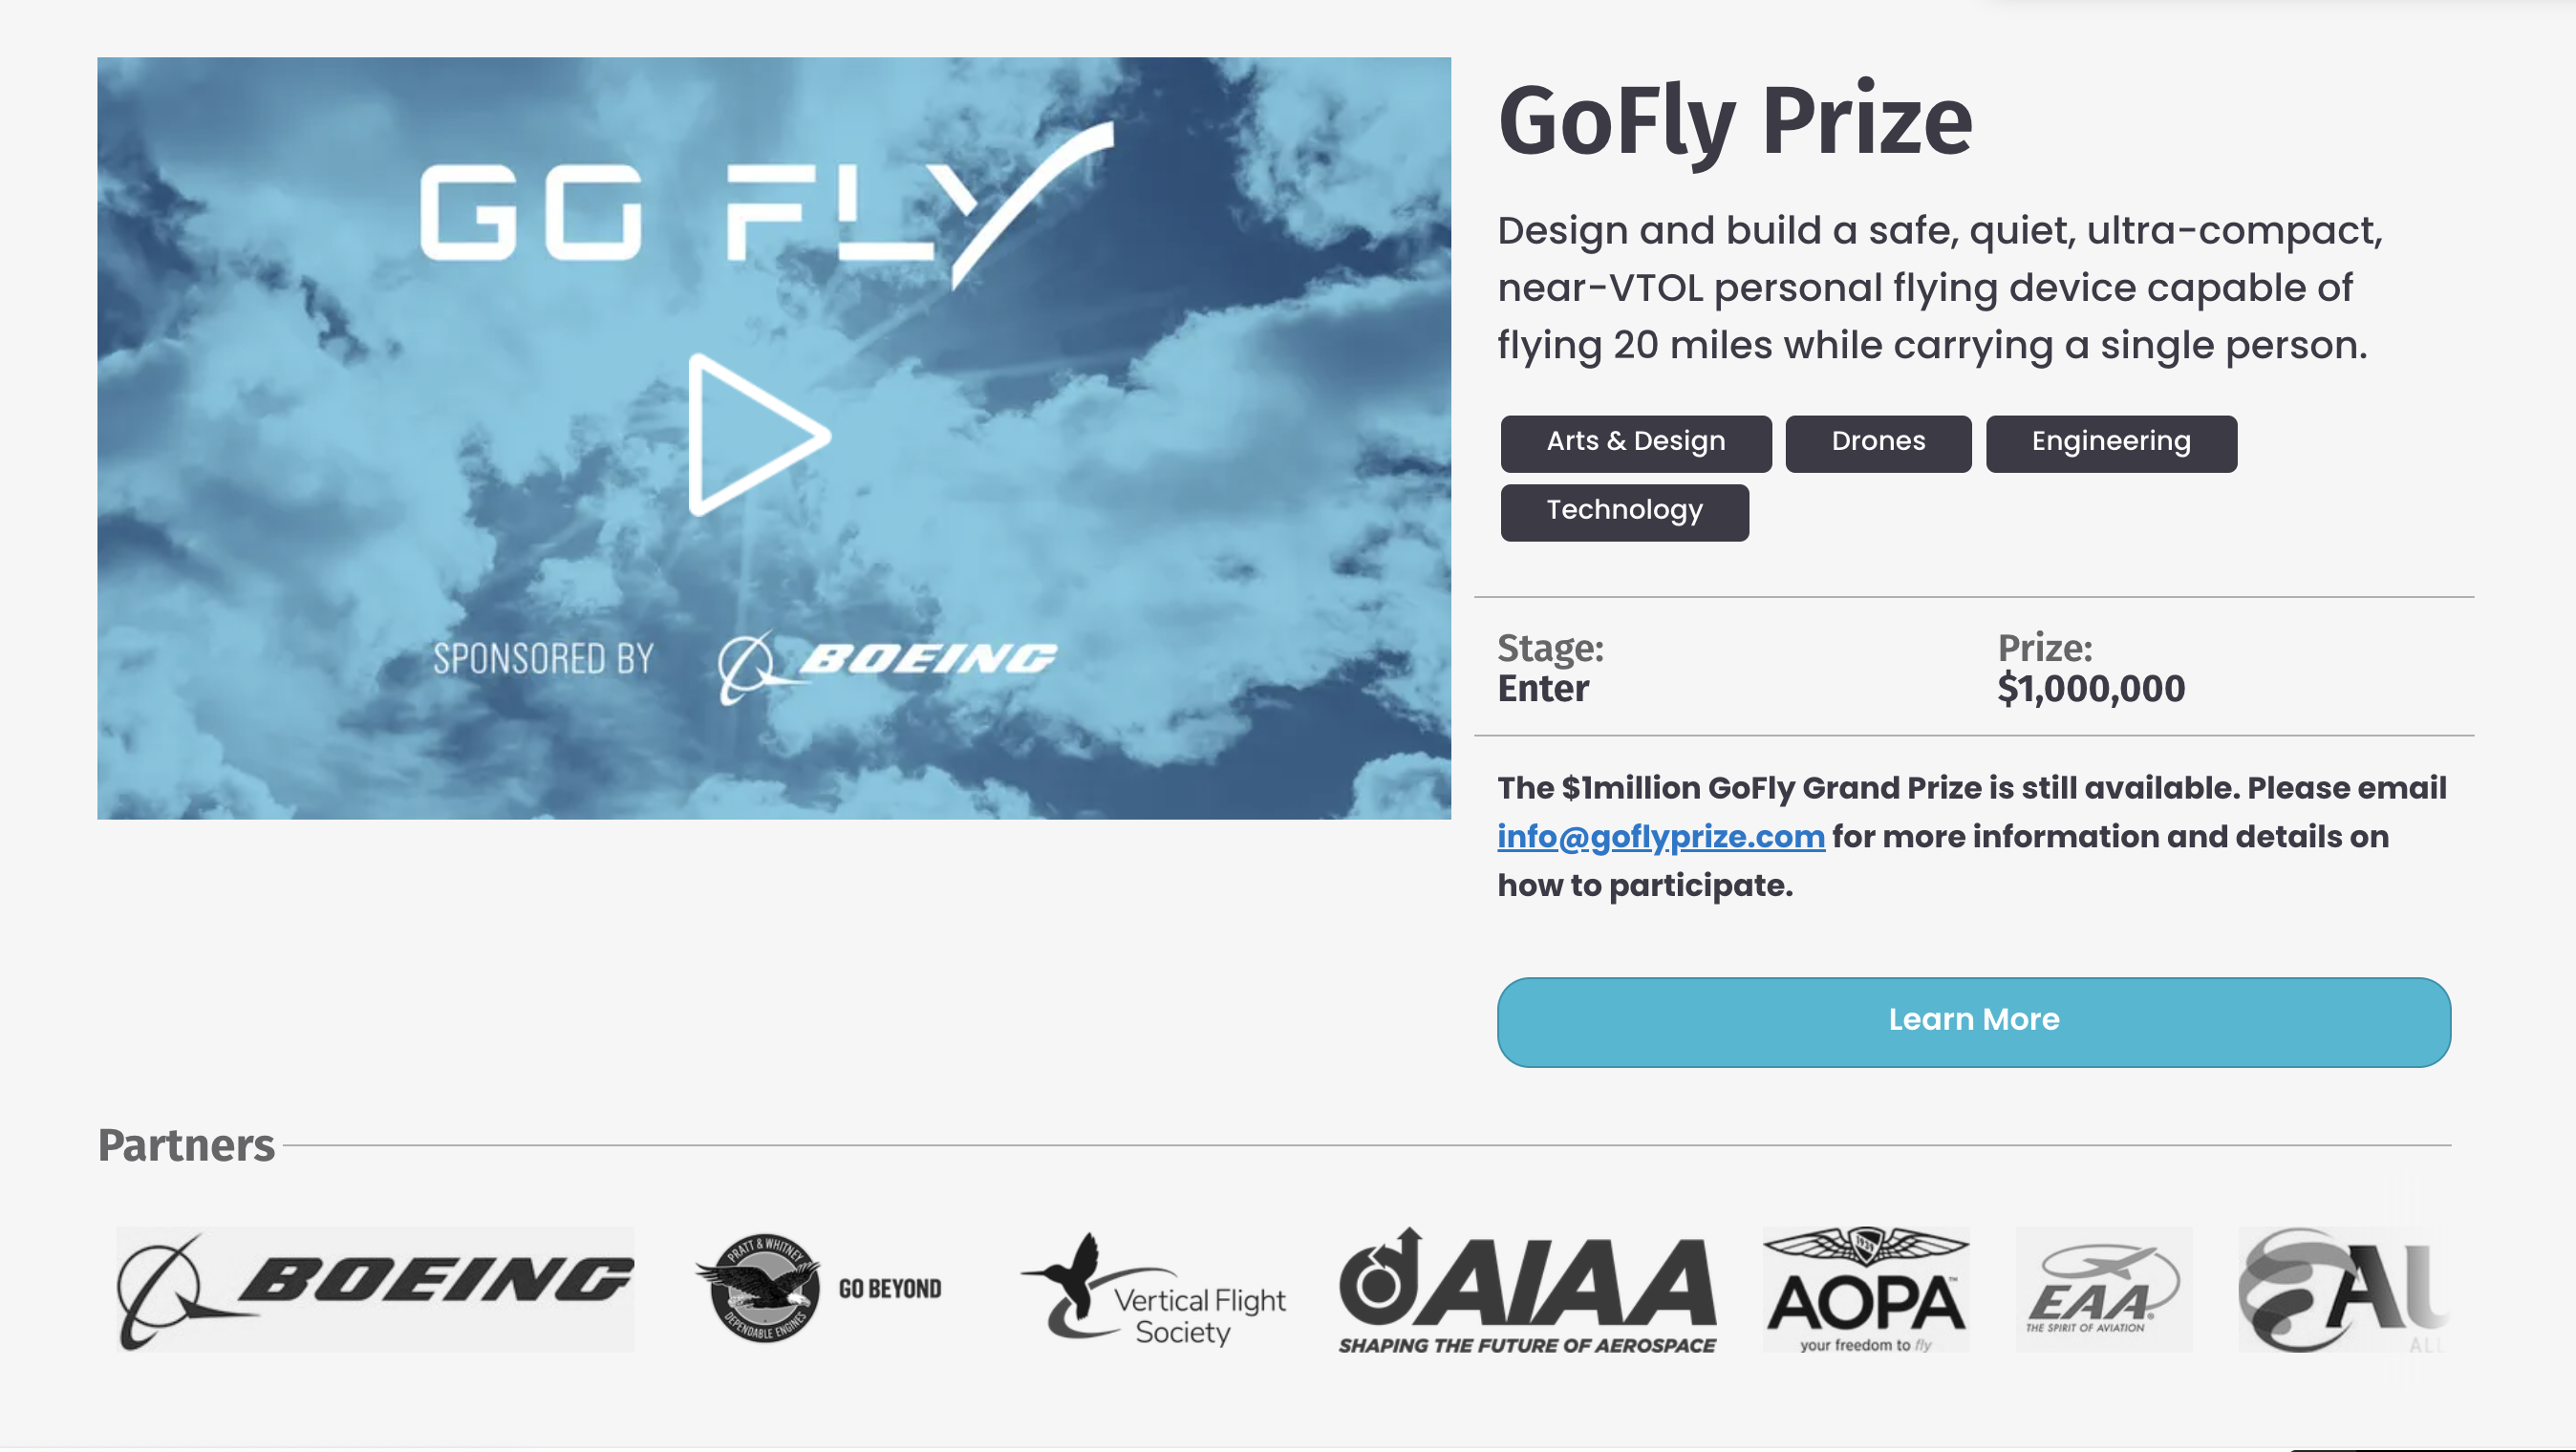 GO FLY
SPONSORED BY BOEING
GoFly Prize
Design and build a safe, quiet, ultra-compact,
near-VTOL personal flying device capable of
flying 20 miles while carrying a single person.
Arts & Design Drones Engineering
Technology
Stage: Prize:
Enter $1,000,000
The $1million GoFly Grand Prize is still available. Please email
info@goflyprize.com for more information and details on
how to participate.
Learn More
Partners
BOEING
PRATT & WHITNEY
DEPENDABLE ENGINES
GO BEYOND
Vertical Flight
Society
AIAA
SHAPING THE FUTURE OF AEROSPACE
1939
AOPA™
your freedom to fly
EAA®
THE SPIRIT OF AVIATION